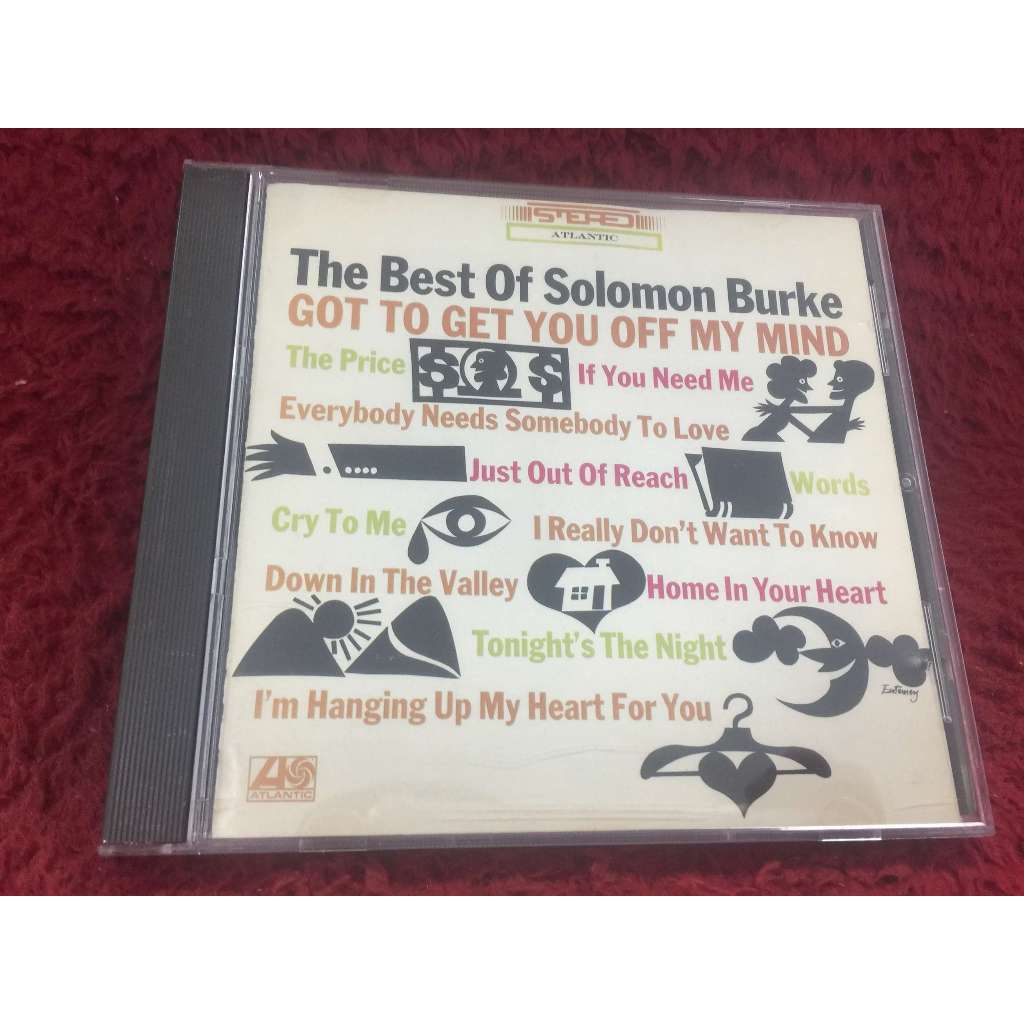 STEREO
ATLANTIC
The Best Of Solomon Burke
GOT TO GET YOU OFF MY MIND
The Price
If You Need Me
Everybody Needs Somebody To Love
Just Out Of Reach
Words
Cry To Me
I Really Don't Want To Know
Down In The Valley
Home In Your Heart
Tonight's The Night
I'm Hanging Up My Heart For You
ATLANTIC